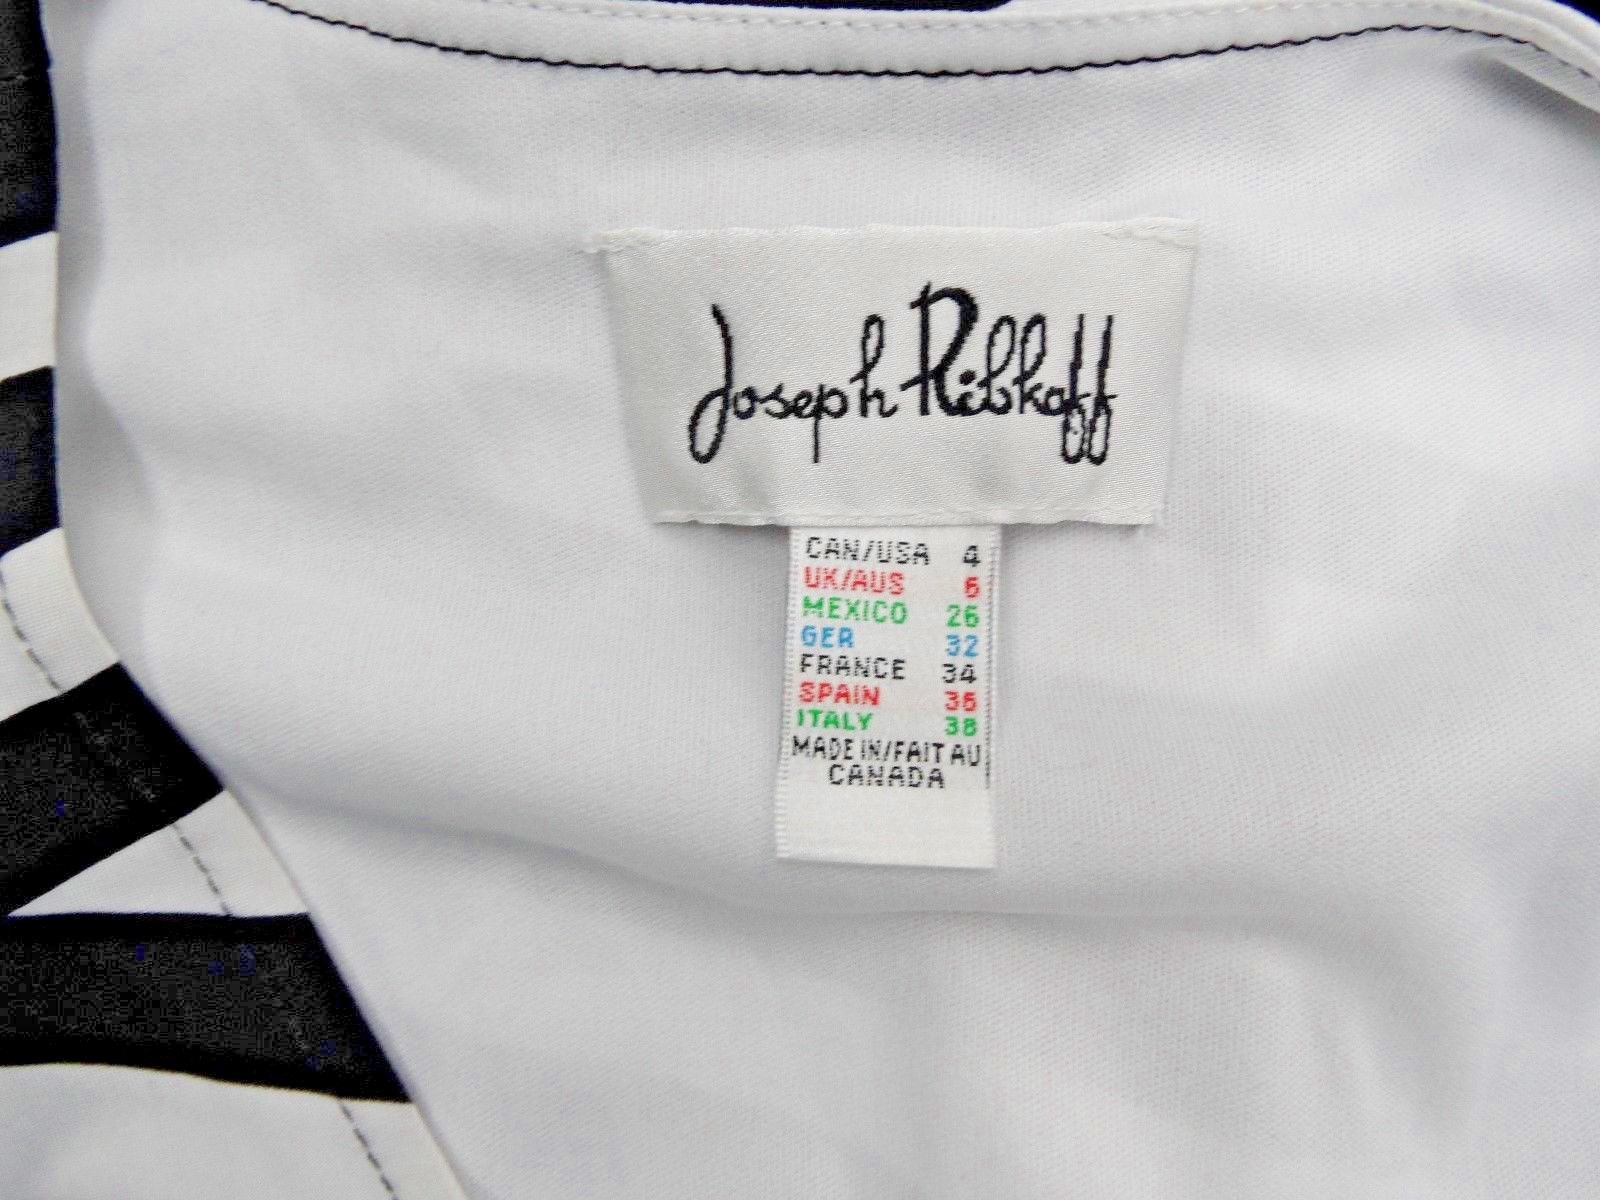 Joseph Ribkoff
CAN/USA 4
UK/AUS 6
MEXICO 26
GER 32
FRANCE 34
SPAIN 36
ITALY 38
MADE IN/FAIT AU
CANADA